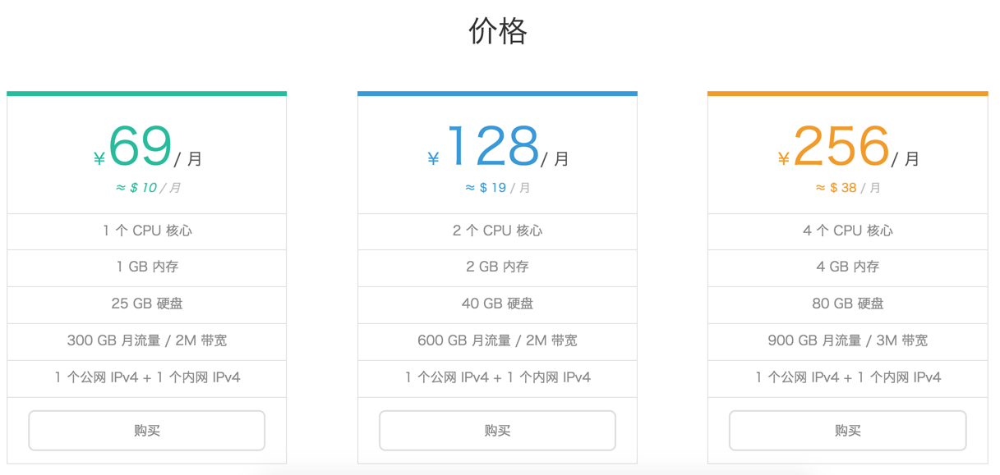 价格
¥69/ 月
≈ $ 10 / 月
1 个 CPU 核心
1 GB 内存
25 GB 硬盘
300 GB 月流量 / 2M 带宽
1 个公网 IPv4 + 1 个内网 IPv4
购买
¥128/ 月
≈ $ 19 / 月
2 个 CPU 核心
2 GB 内存
40 GB 硬盘
600 GB 月流量 / 2M 带宽
1 个公网 IPv4 + 1 个内网 IPv4
购买
¥256/ 月
≈ $ 38 / 月
4 个 CPU 核心
4 GB 内存
80 GB 硬盘
900 GB 月流量 / 3M 带宽
1 个公网 IPv4 + 1 个内网 IPv4
购买